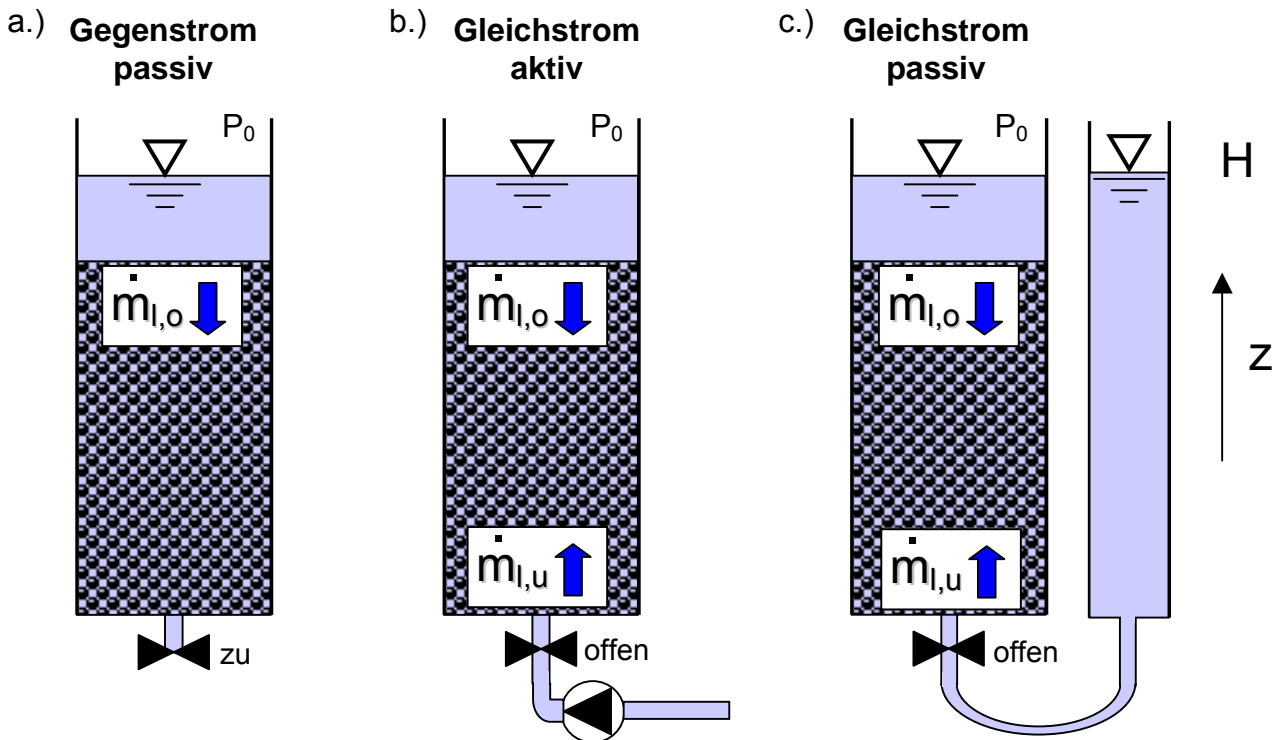 a.) Gegenstrom
passiv
b.) Gleichstrom
aktiv
c.) Gleichstrom
passiv
P₀
P₀
P₀
H
ṁl,o
ṁl,o
ṁl,o
z
ṁl,u
ṁl,u
zu
offen
offen